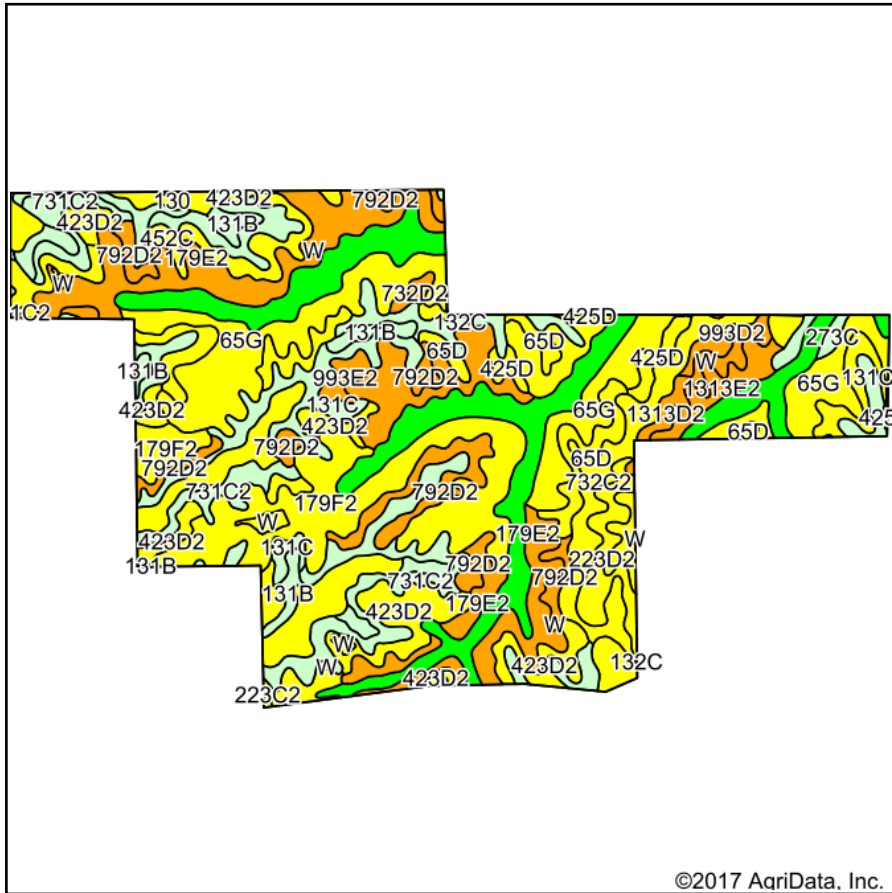 731C2
130
423D2
792D2
423D2
131B
452C
792D2
179E2
W
W
732D2
1C2
132C
425D
131B
993D2
273C
65G
65D
65D
425D
W
131B
993E2
792D2
425D
1313E2
65G
131C
131C
423D2
423D2
65G
1313D2
425
65D
179F2
792D2
792D2
65D
731C2
792D2
732C2
179F2
W
179E2
423D2
131C
W
131B
792D2
792D2
223D2
731C2
131B
179E2
423D2
W
W
W
423D2
132C
423D2
223C2
©2017 AgriData, Inc.